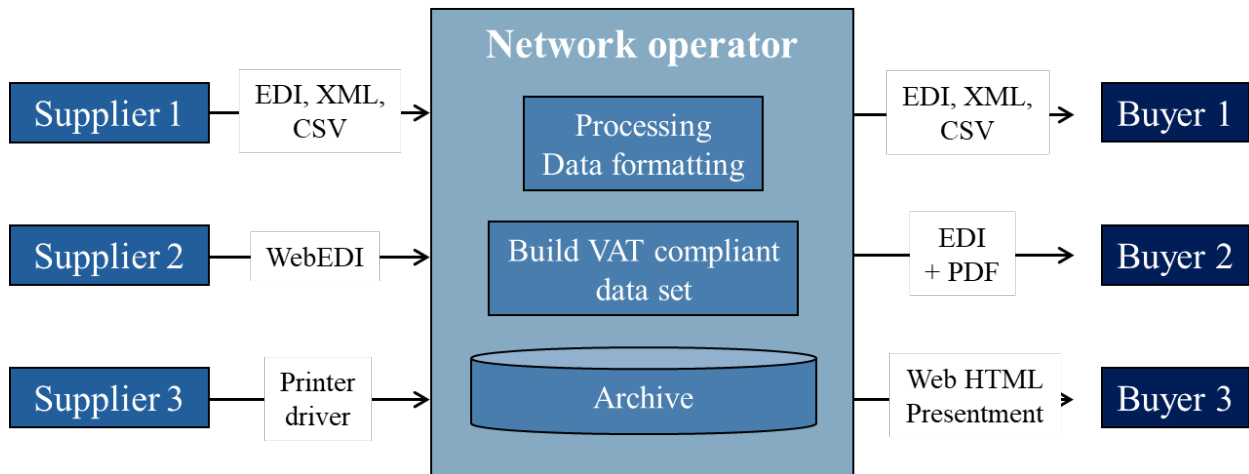 Network operator
Supplier 1
EDI, XML,
CSV
Processing
Data formatting
EDI, XML,
CSV
Buyer 1
Supplier 2
WebEDI
Build VAT compliant
data set
EDI
+ PDF
Buyer 2
Supplier 3
Printer
driver
Archive
Web HTML
Presentment
Buyer 3